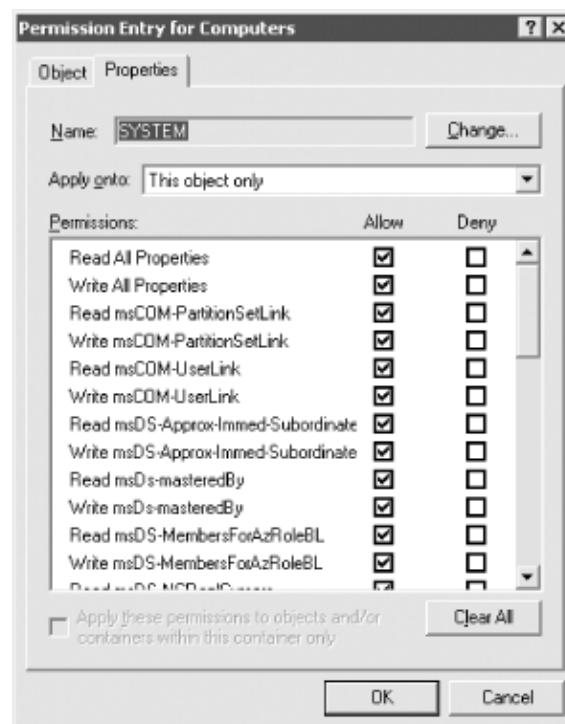 Permission Entry for Computers
Object Properties
Name: SYSTEM Change...
Apply onto: This object only
Permissions: Allow Deny
Read All Properties
Write All Properties
Read msCOM-PartitionSetLink
Write msCOM-PartitionSetLink
Read msCOM-UserLink
Write msCOM-UserLink
Read msDS-Approx-Immed-Subordinate
Write msDS-Approx-Immed-Subordinate
Read msDs-masteredBy
Write msDs-masteredBy
Read msDS-MembersForAzRoleBL
Write msDS-MembersForAzRoleBL
Apply these permissions to objects and/or
containers within this container only
Clear All
OK Cancel